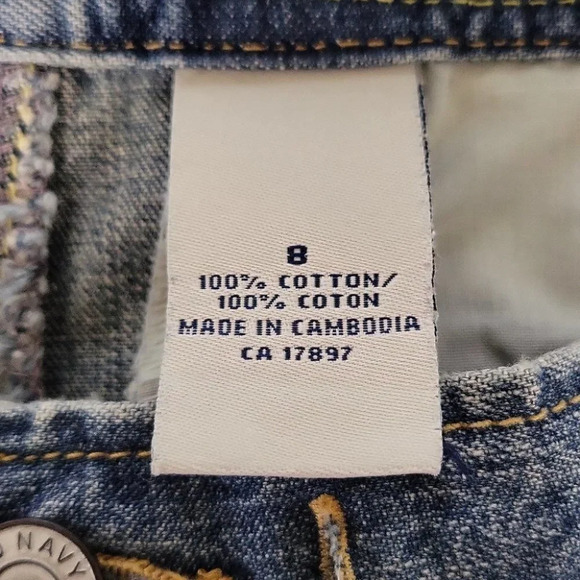 8
100% COTTON/
100% COTON
MADE IN CAMBODIA
CA 17897
NAVY